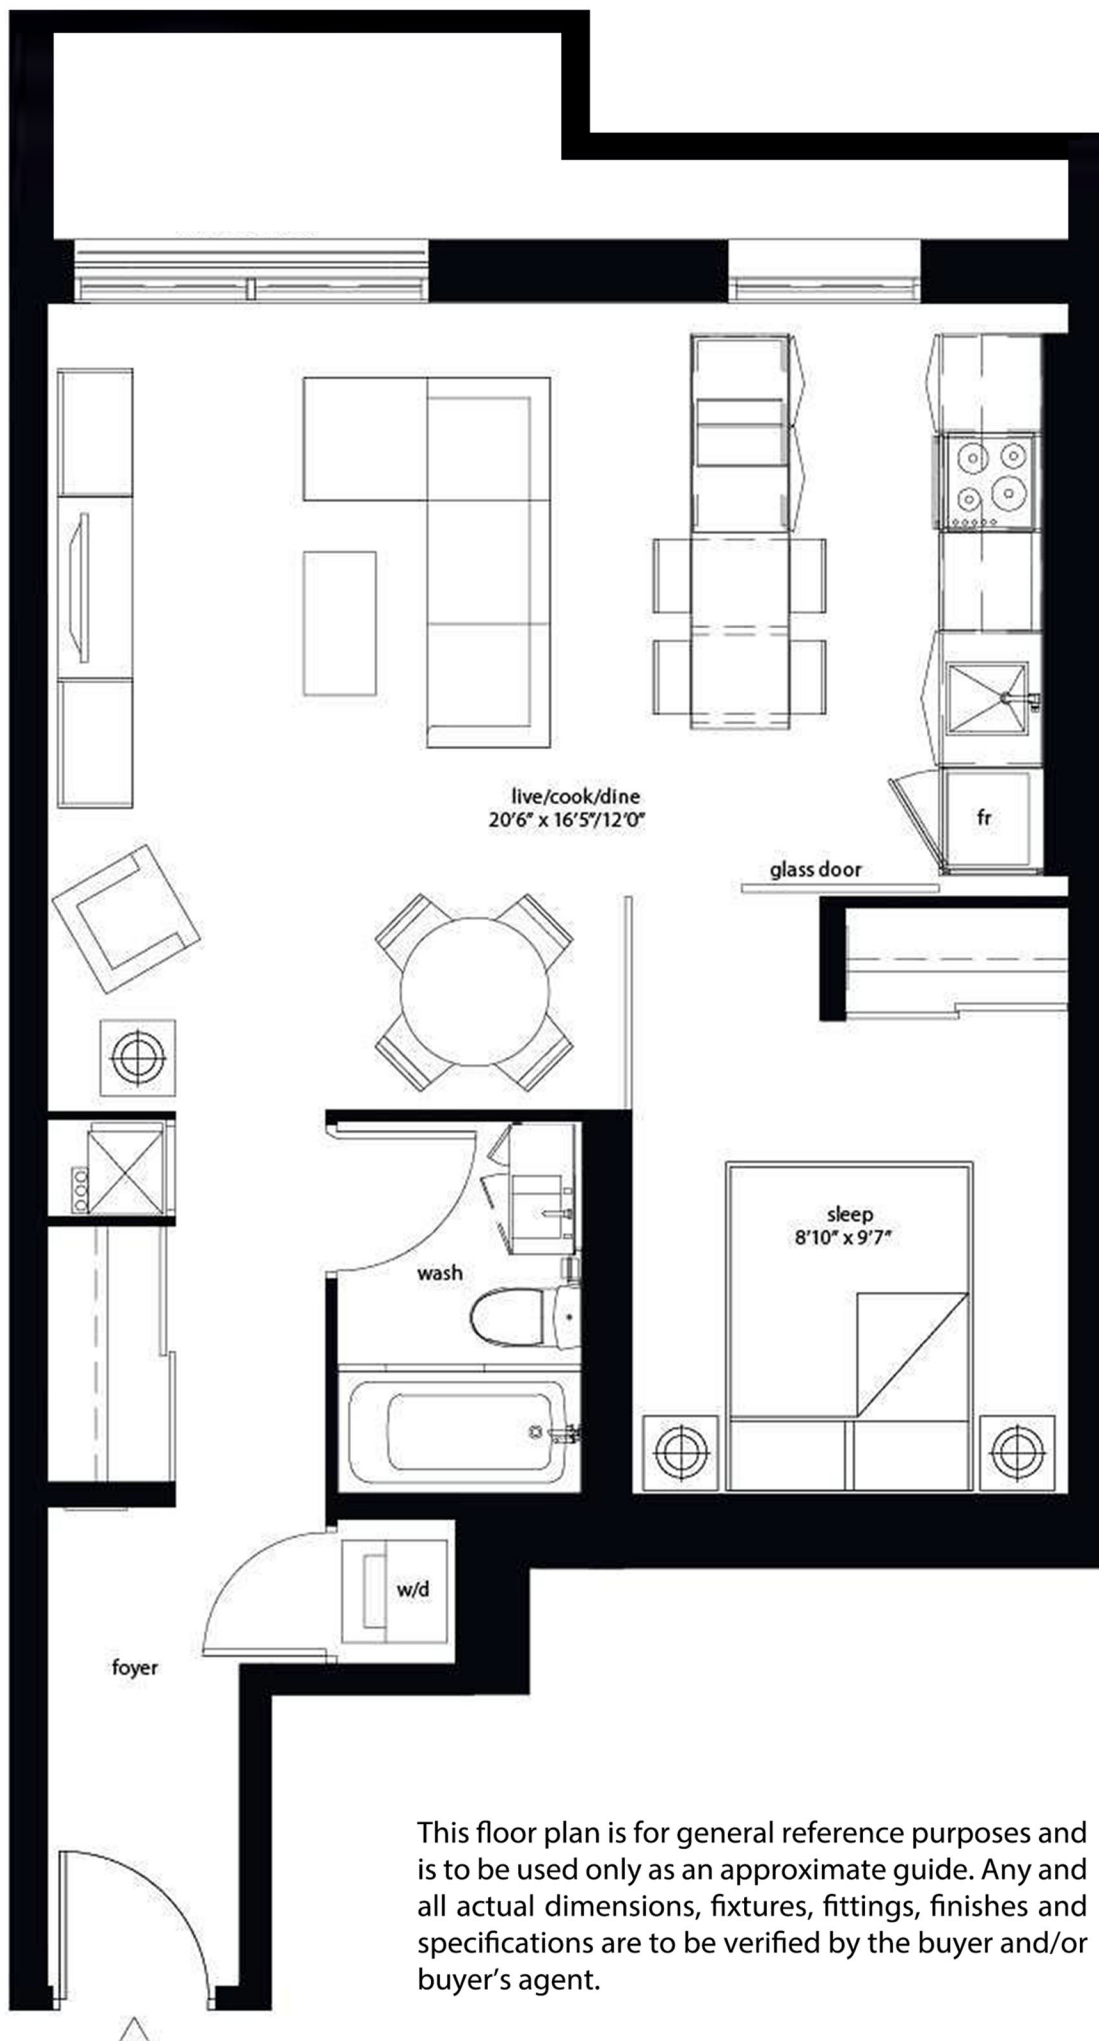 live/cook/dine
20'6" x 16'5"/12'0"
fr
glass door
sleep
8'10" x 9'7"
wash
w/d
foyer
This floor plan is for general reference purposes and
is to be used only as an approximate guide. Any and
all actual dimensions, fixtures, fittings, finishes and
specifications are to be verified by the buyer and/or
buyer's agent.